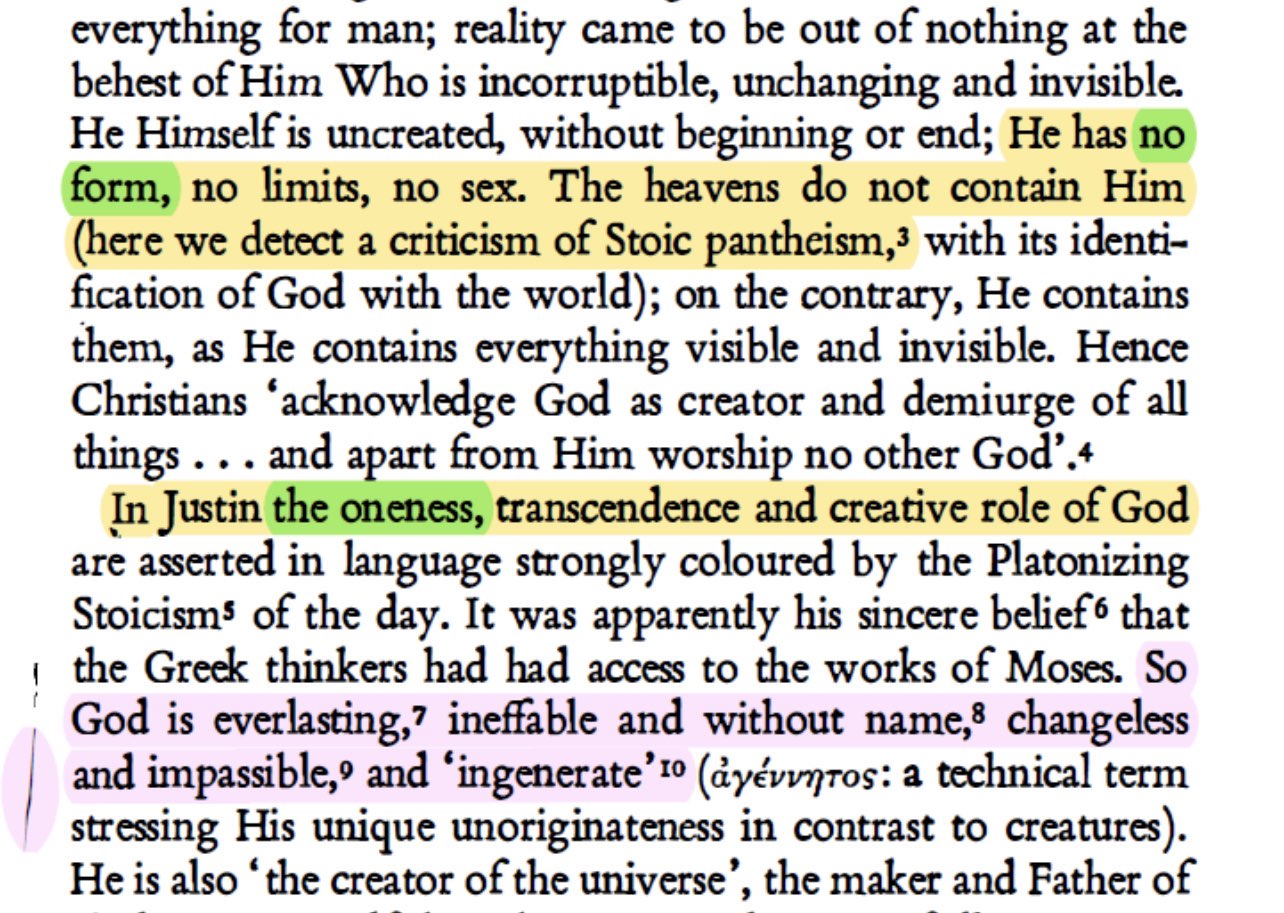 everything for man; reality came to be out of nothing at the
behest of Him Who is incorruptible, unchanging and invisible.
He Himself is uncreated, without beginning or end; He has no
form, no limits, no sex. The heavens do not contain Him
(here we detect a criticism of Stoic pantheism,³ with its identi-
fication of God with the world); on the contrary, He contains
them, as He contains everything visible and invisible. Hence
Christians ‘acknowledge God as creator and demiurge of all
things . . . and apart from Him worship no other God’.⁴
In Justin the oneness, transcendence and creative role of God
are asserted in language strongly coloured by the Platonizing
Stoicism⁵ of the day. It was apparently his sincere belief⁶ that
the Greek thinkers had had access to the works of Moses. So
God is everlasting,⁷ ineffable and without name,⁸ changeless
and impassible,⁹ and ‘ingenerate’¹⁰ (ἀγέννητος: a technical term
stressing His unique unoriginateness in contrast to creatures).
He is also ‘the creator of the universe’, the maker and Father of